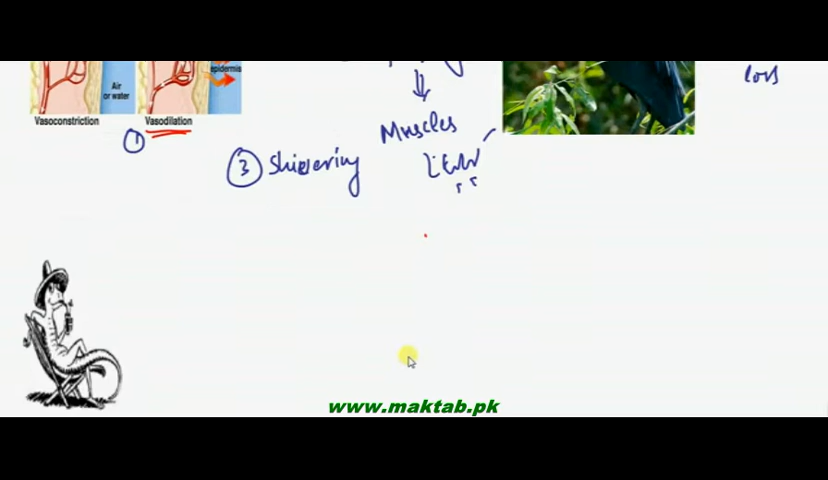 epidermis
Air
or water
loss
Vasoconstriction
Vasodilation
Muscles
1
3 Shivering
www.maktab.pk